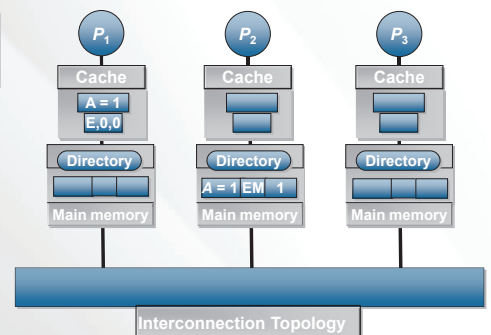 P1 P2 P3
Cache Cache Cache
A = 1
E,0,0
Directory Directory Directory
A = 1 EM 1
Main memory Main memory Main memory
Interconnection Topology